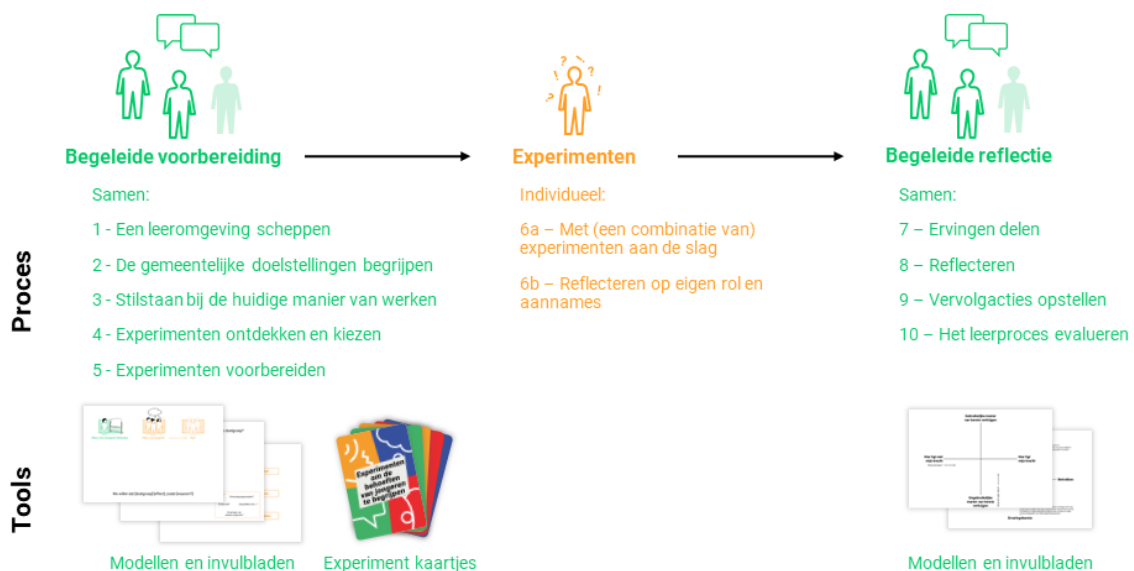 Begeleide voorbereiding
Experimenten
Begeleide reflectie
Proces
Samen:
1 - Een leeromgeving scheppen
2 - De gemeentelijke doelstellingen begrijpen
3 - Stilstaan bij de huidige manier van werken
4 - Experimenten ontdekken en kiezen
5 - Experimenten voorbereiden
Individueel:
6a – Met (een combinatie van)
experimenten aan de slag
6b – Reflecteren op eigen rol en
aannames
Samen:
7 – Ervingen delen
8 – Reflecteren
9 – Vervolgacties opstellen
10 – Het leerproces evalueren
Tools
Experimenten
om de
behoeften
van jongeren
te begrijpen
Modellen en invulbladen
Experiment kaartjes
Modellen en invulbladen